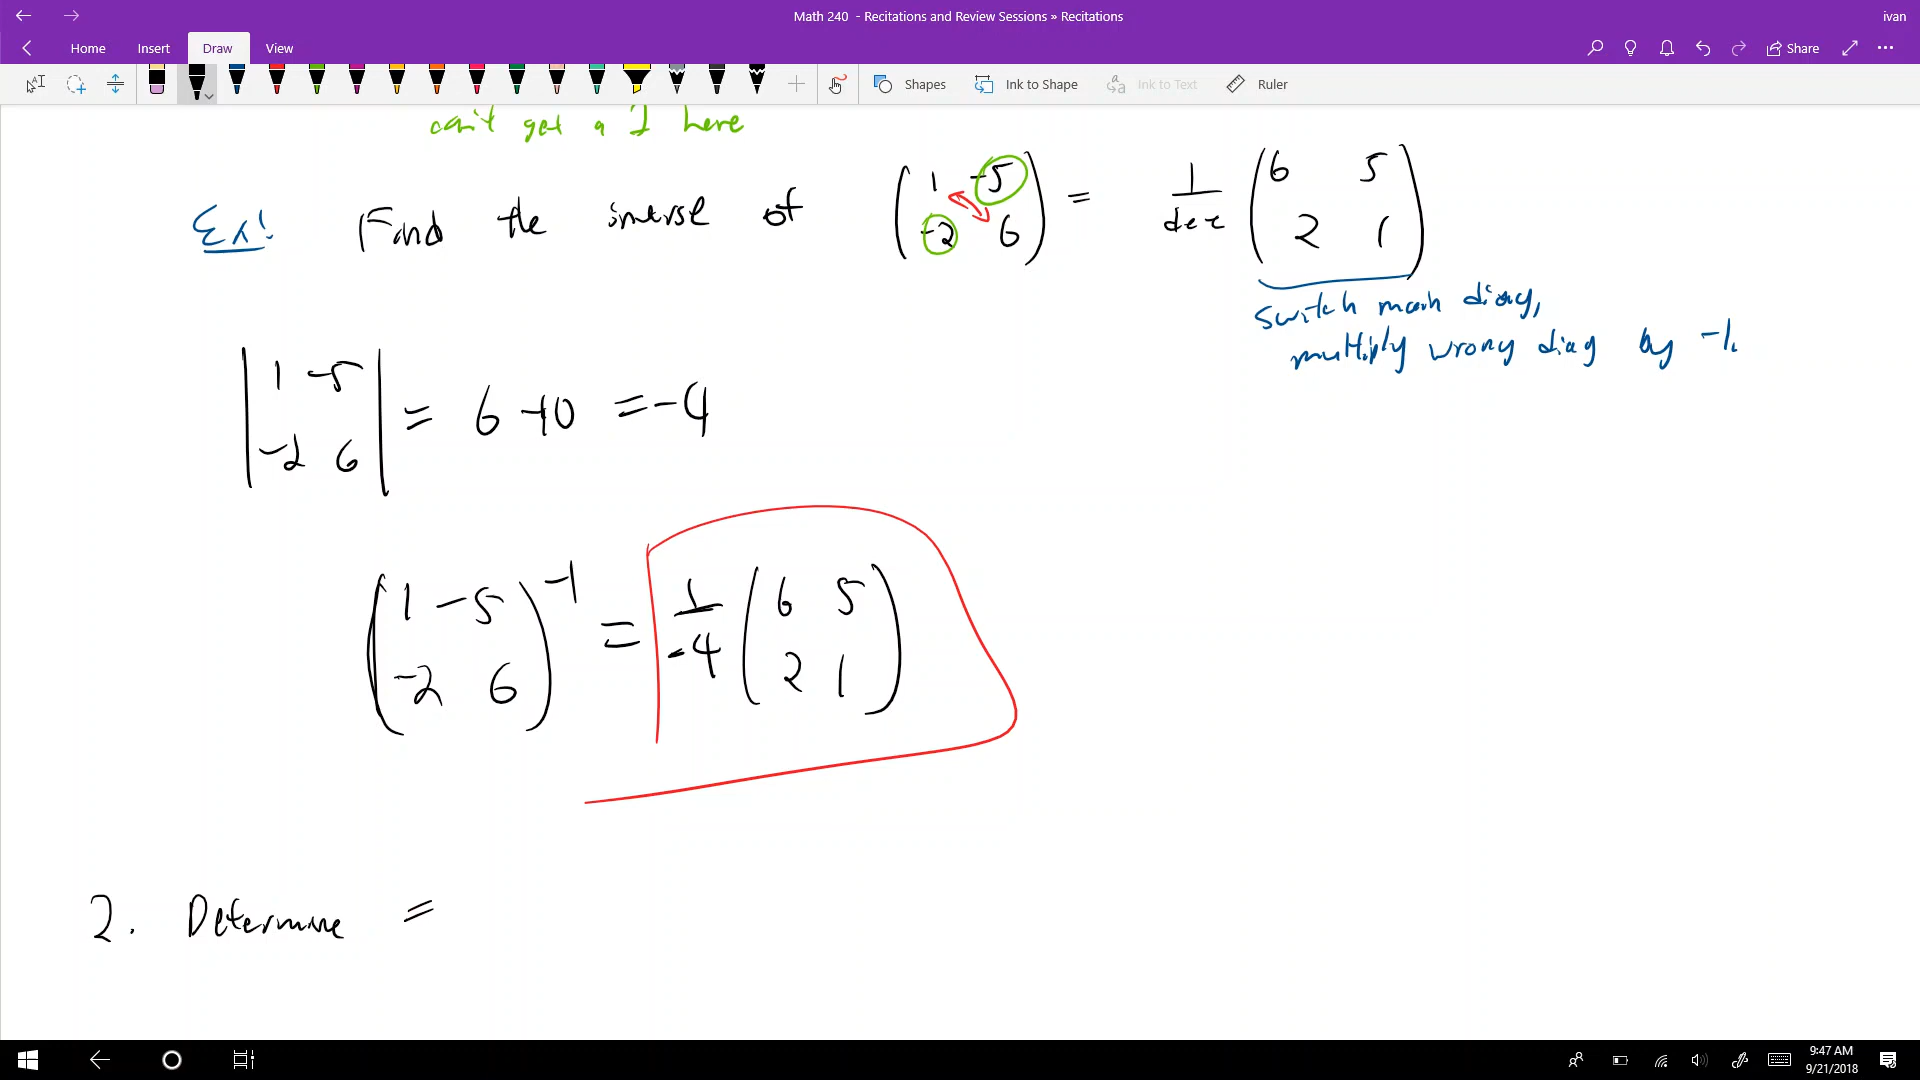 Math 240 - Recitations and Review Sessions » Recitations
ivan
Home Insert Draw View
Share
Shapes Ink to Shape Ink to Text Ruler
can't get a 1 here
Ex! Find the inverse of ( 1 -5 ) = 1/det ( 6 5 )
( -2 6 ) ( 2 1 )
switch main diag,
multiply wrong diag by -1.
| 1 -5 | = 6 -10 = -4
| -2 6 |
( 1 -5 )⁻¹ = 1/-4 ( 6 5 )
( -2 6 ) ( 2 1 )
2. Determine =
9:47 AM
9/21/2018